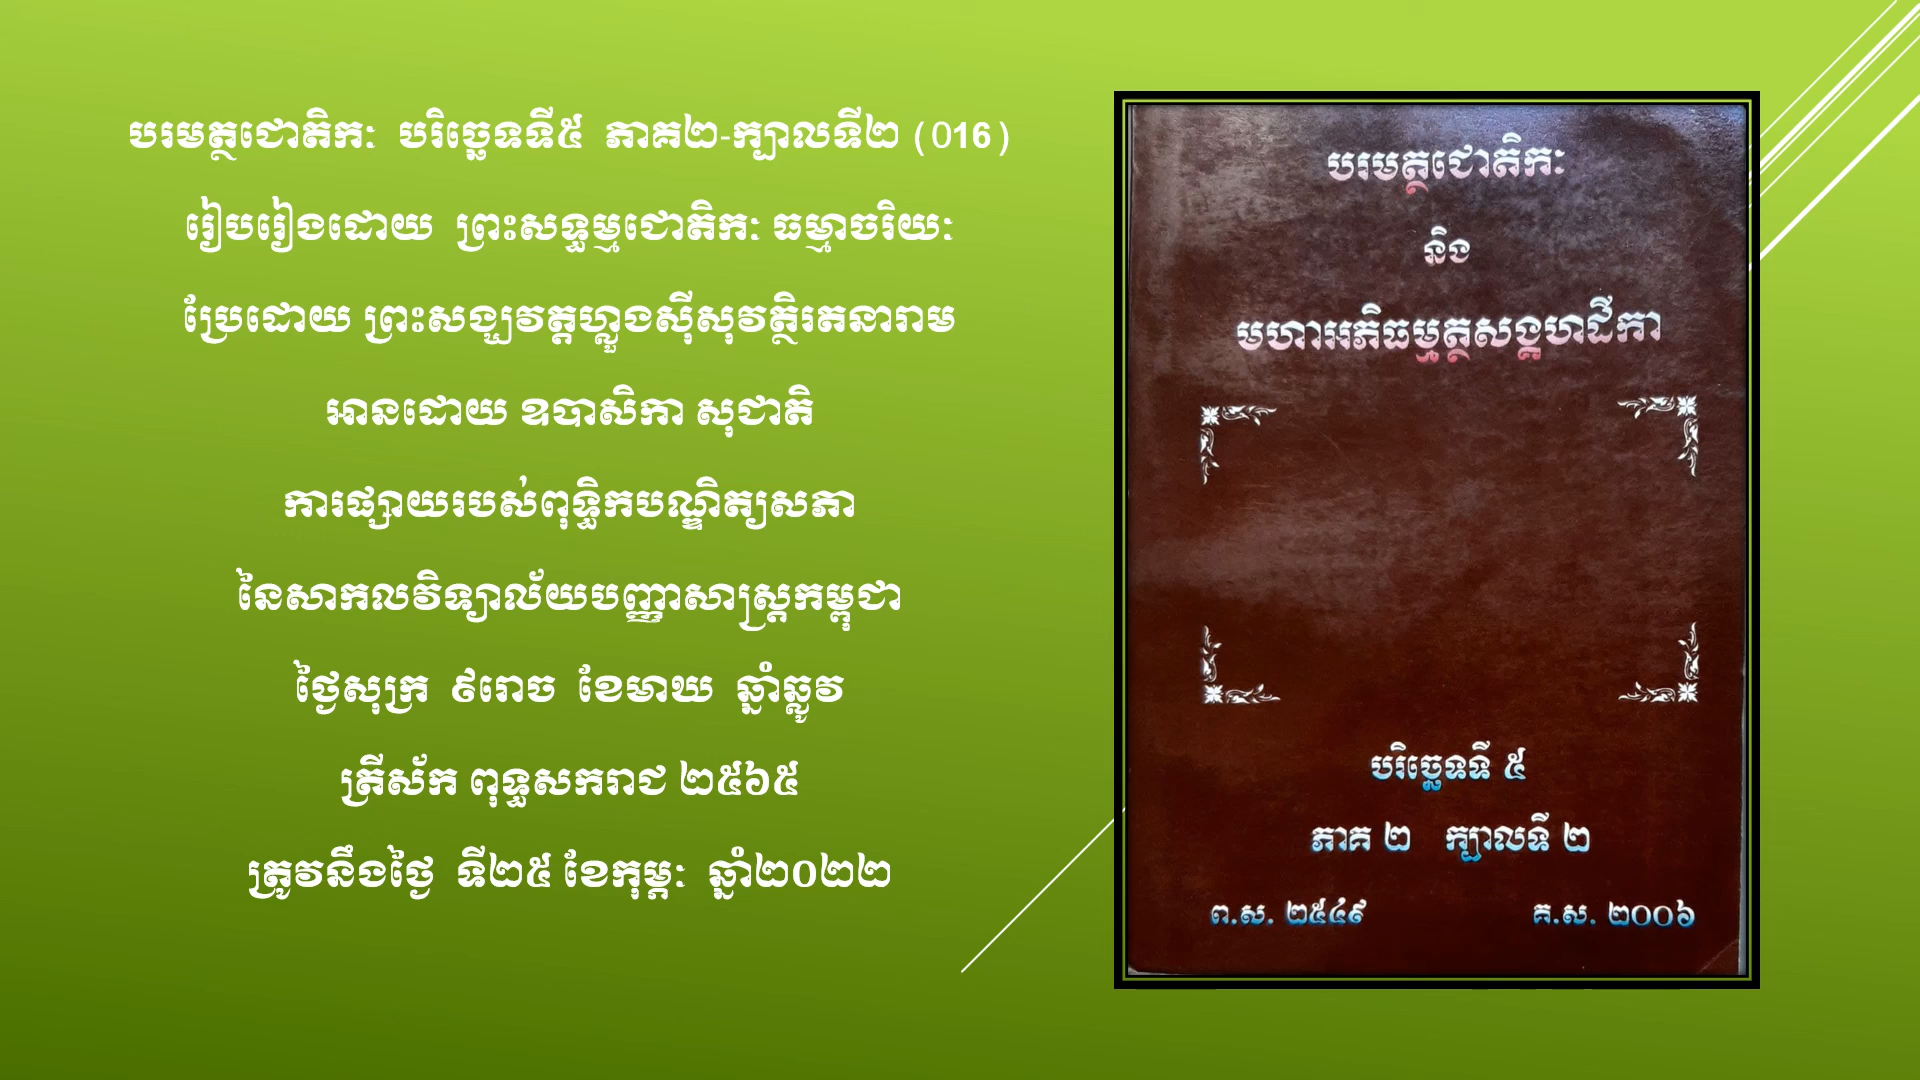 បរមត្ថជោតិកៈ បរិច្ឆេទទី៥ ភាគ២-ក្បាលទី២ (016)
រៀបរៀងដោយ ព្រះសទ្ធម្មជោតិកៈ ធម្មាចរិយៈ
ប្រែដោយ ព្រះសង្ឃវត្តហ្លួងស៊ីសុវត្ថិរតនារាម
អានដោយ ឧបាសិកា សុជាតិ
ការផ្សាយរបស់ពុទ្ធិកបណ្ឌិត្យសភា
នៃសាកលវិទ្យាល័យបញ្ញាសាស្ត្រកម្ពុជា
ថ្ងៃសុក្រ ៩រោច ខែមាឃ ឆ្នាំឆ្លូវ
ត្រីស័ក ពុទ្ធសករាជ ២៥៦៥
ត្រូវនឹងថ្ងៃ ទី២៥ ខែកុម្ភៈ ឆ្នាំ២០២២
បរមត្ថជោតិកៈ
និង
មហាអភិធម្មត្ថសង្គហដីកា
បរិច្ឆេទទី ៥
ភាគ ២ ក្បាលទី ២
ព.ស. ២៥៤៩ គ.ស. ២០០៦